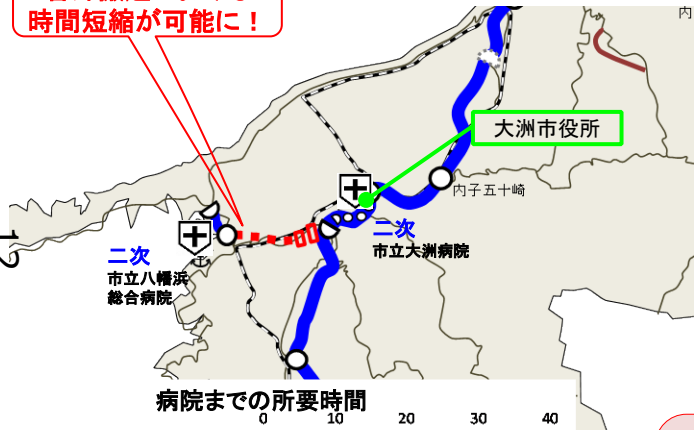 時間短縮が可能に！
内
大洲市役所
内子五十崎
二次
市立大洲病院
二次
市立八幡浜
総合病院
12
病院までの所要時間
0 10 20 30 40